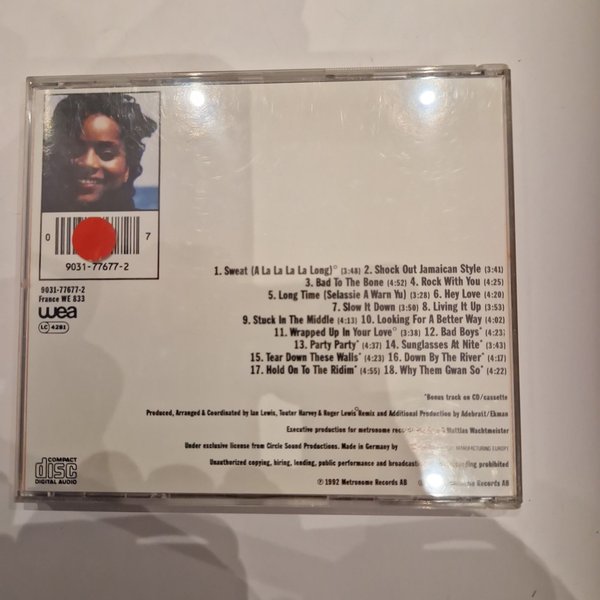 0 7
9031-77677-2
9031-77677-2
France WE 833
wea
LC 4281
1. Sweat (A La La La La Long)° (3:48) 2. Shock Out Jamaican Style (3:41)
3. Bad To The Bone (4:52) 4. Rock With You (4:25)
5. Long Time (Selassie A Warn Yu) (3:28) 6. Hey Love (4:20)
7. Slow It Down (3:50) 8. Living It Up (3:53)
9. Stuck In The Middle (4:13) 10. Looking For A Better Way (4:02)
11. Wrapped Up In Your Love° (3:38) 12. Bad Boys* (4:23)
13. Party Party* (4:37) 14. Sunglasses At Nite* (3:43)
15. Tear Down These Walls* (4:23) 16. Down By The River* (4:17)
17. Hold On To The Ridim* (4:55) 18. Why Them Gwan So* (4:22)
*Bonus track on CD/cassette
Produced, Arranged & Coordinated by Ian Lewis, Touter Harvey & Roger Lewis °Remix and Additional Production by Adebratt/Ekman
Executive production for metronome records Mattias Wachtmeister
Under exclusive license from Circle Sound Productions. Made in Germany by MANUFACTURING EUROPE
Unauthorized copying, hiring, lending, public performance and broadcasting prohibited
COMPACT
disc
DIGITAL AUDIO
℗ 1992 Metronome Records AB Records AB